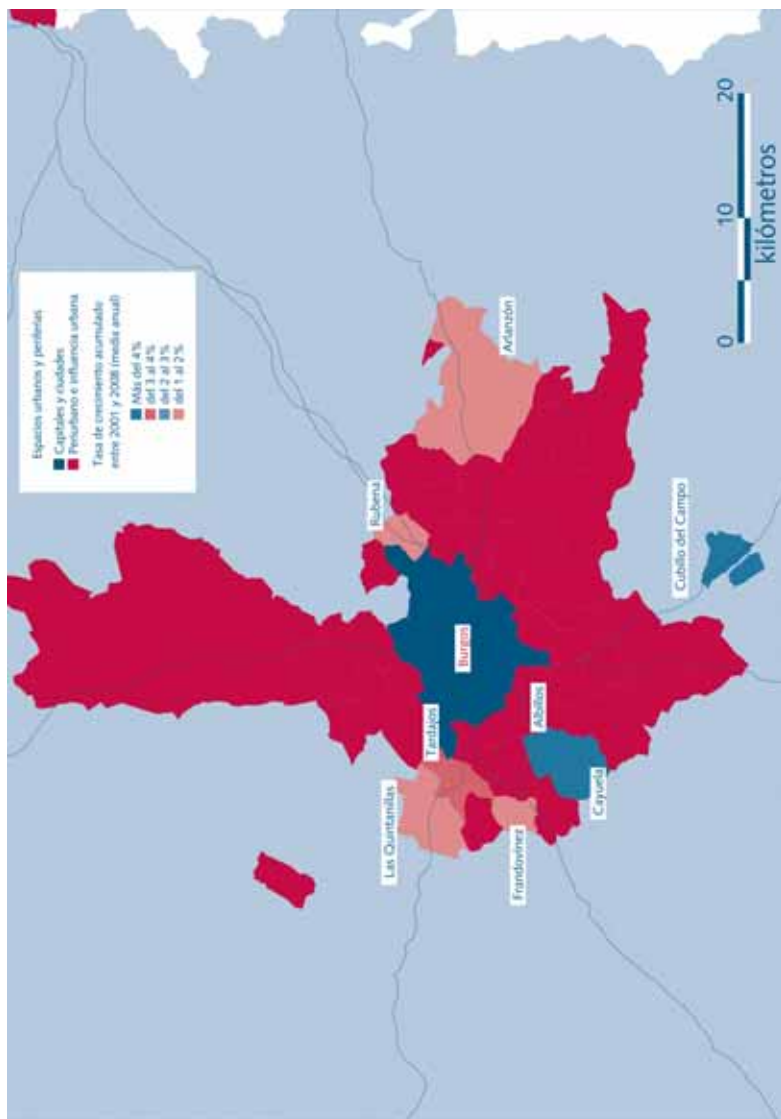 Espacios urbanos y periferias
Capitales y ciudades
Periurbano e influencia urbana
Tasa de crecimiento acumulado
entre 2001 y 2008 (media anual)
Más del 4%
del 3 al 4%
del 2 al 3%
del 1 al 2%
Las Quintanillas
Tardajos
Rubena
Arlanzón
Burgos
Frandovínez
Albillos
Cayuela
Cubillo del Campo
0 10 20
kilómetros